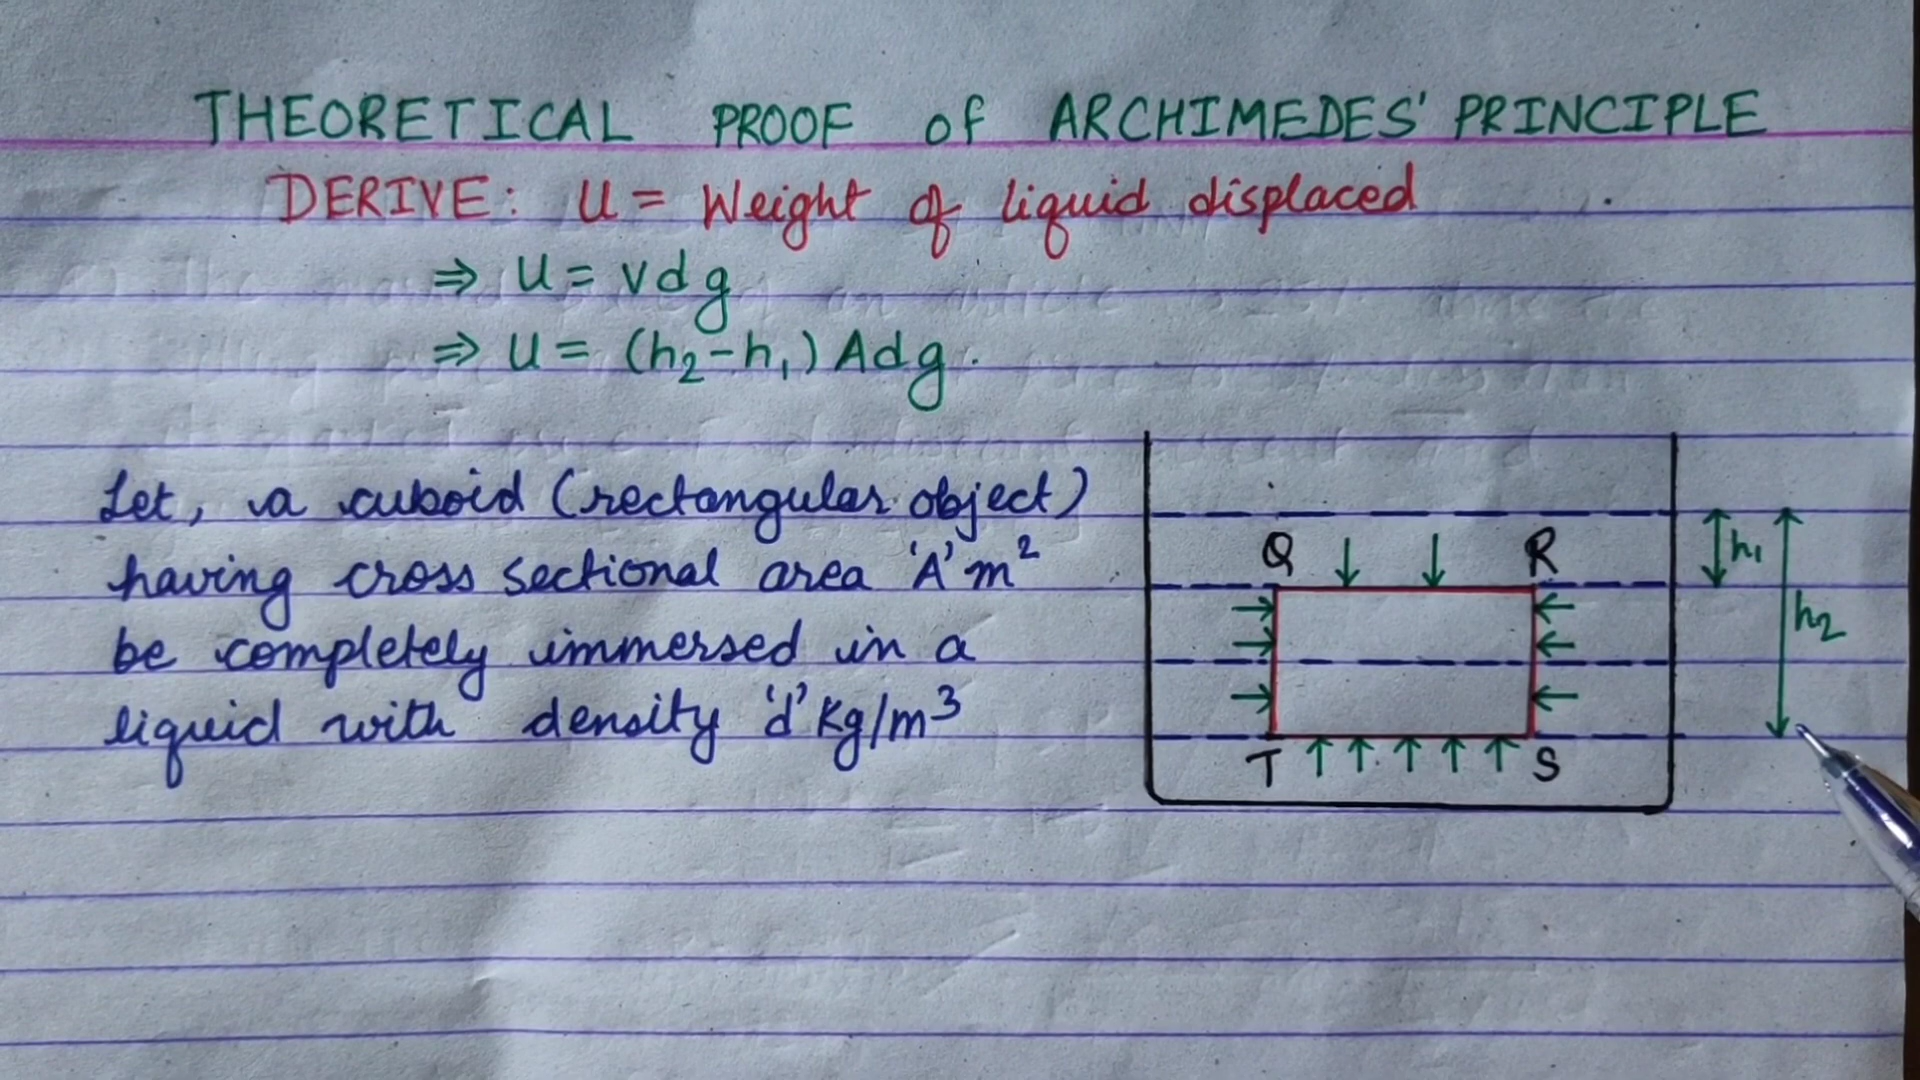 THEORETICAL PROOF of ARCHIMEDES' PRINCIPLE
DERIVE: U = Weight of liquid displaced
⇒ U = vdg
⇒ U = (h₂-h₁) Adg.
Let, a cuboid (rectangular object)
having cross sectional area 'A' m²
be completely immersed in a
liquid with density 'd' Kg/m³
Q R
h₁
h₂
T S